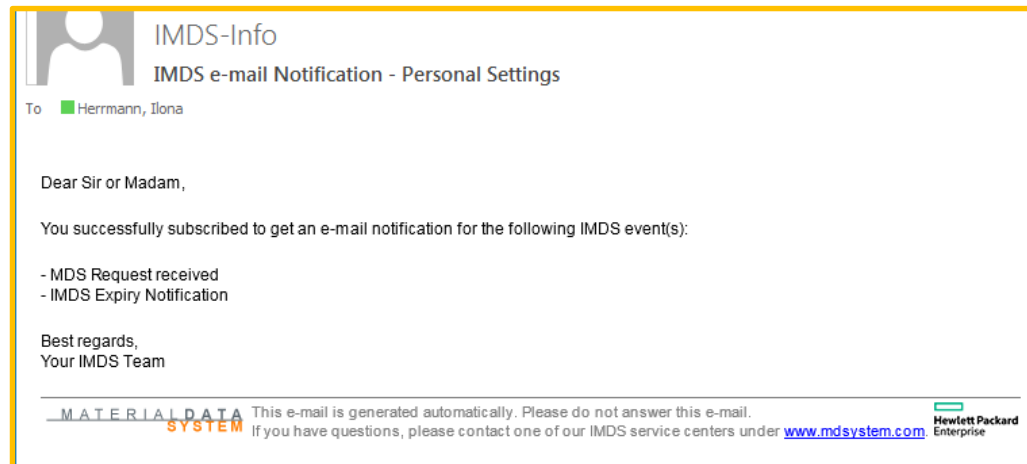 IMDS-Info
IMDS e-mail Notification - Personal Settings
To Herrmann, Ilona
Dear Sir or Madam,
You successfully subscribed to get an e-mail notification for the following IMDS event(s):
- MDS Request received
- IMDS Expiry Notification
Best regards,
Your IMDS Team
MATERIALDATA
SYSTEM
This e-mail is generated automatically. Please do not answer this e-mail.
If you have questions, please contact one of our IMDS service centers under www.mdsystem.com.
Hewlett Packard
Enterprise